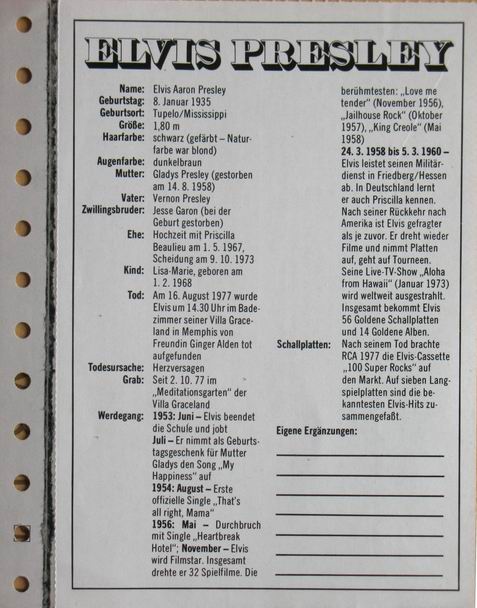 ELVIS PRESLEY
Name: Elvis Aaron Presley
Geburtstag: 8. Januar 1935
Geburtsort: Tupelo/Mississippi
Größe: 1,80 m
Haarfarbe: schwarz (gefärbt – Natur-
farbe war blond)
Augenfarbe: dunkelbraun
Mutter: Gladys Presley (gestorben
am 14. 8. 1958)
Vater: Vernon Presley
Zwillingsbruder: Jesse Garon (bei der
Geburt gestorben)
Ehe: Hochzeit mit Priscilla
Beaulieu am 1. 5. 1967,
Scheidung am 9. 10. 1973
Kind: Lisa-Marie, geboren am
1. 2. 1968
Tod: Am 16. August 1977 wurde
Elvis um 14.30 Uhr im Bade-
zimmer seiner Villa Grace-
land in Memphis von
Freundin Ginger Alden tot
aufgefunden
Todesursache: Herzversagen
Grab: Seit 2. 10. 77 im
„Meditationsgarten“ der
Villa Graceland
Werdegang: 1953: Juni – Elvis beendet
die Schule und jobt
Juli – Er nimmt als Geburts-
tagsgeschenk für Mutter
Gladys den Song „My
Happiness“ auf
1954: August – Erste
offizielle Single „That's
all right, Mama“
1956: Mai – Durchbruch
mit Single „Heartbreak
Hotel“; November – Elvis
wird Filmstar. Insgesamt
drehte er 32 Spielfilme. Die
berühmtesten: „Love me
tender“ (November 1956),
„Jailhouse Rock“ (Oktober
1957), „King Creole“ (Mai
1958)
24. 3. 1958 bis 5. 3. 1960 –
Elvis leistet seinen Militär-
dienst in Friedberg/Hessen
ab. In Deutschland lernt
er auch Priscilla kennen.
Nach seiner Rückkehr nach
Amerika ist Elvis gefragter
als je zuvor. Er dreht wieder
Filme und nimmt Platten
auf, geht auf Tourneen.
Seine Live-TV-Show „Aloha
from Hawaii“ (Januar 1973)
wird weltweit ausgestrahlt.
Insgesamt bekommt Elvis
56 Goldene Schallplatten
und 14 Goldene Alben.
Schallplatten: Nach seinem Tod brachte
RCA 1977 die Elvis-Cassette
„100 Super Rocks“ auf
den Markt. Auf sieben Lang-
spielplatten sind die be-
kanntesten Elvis-Hits zu-
sammengefaßt.
Eigene Ergänzungen: